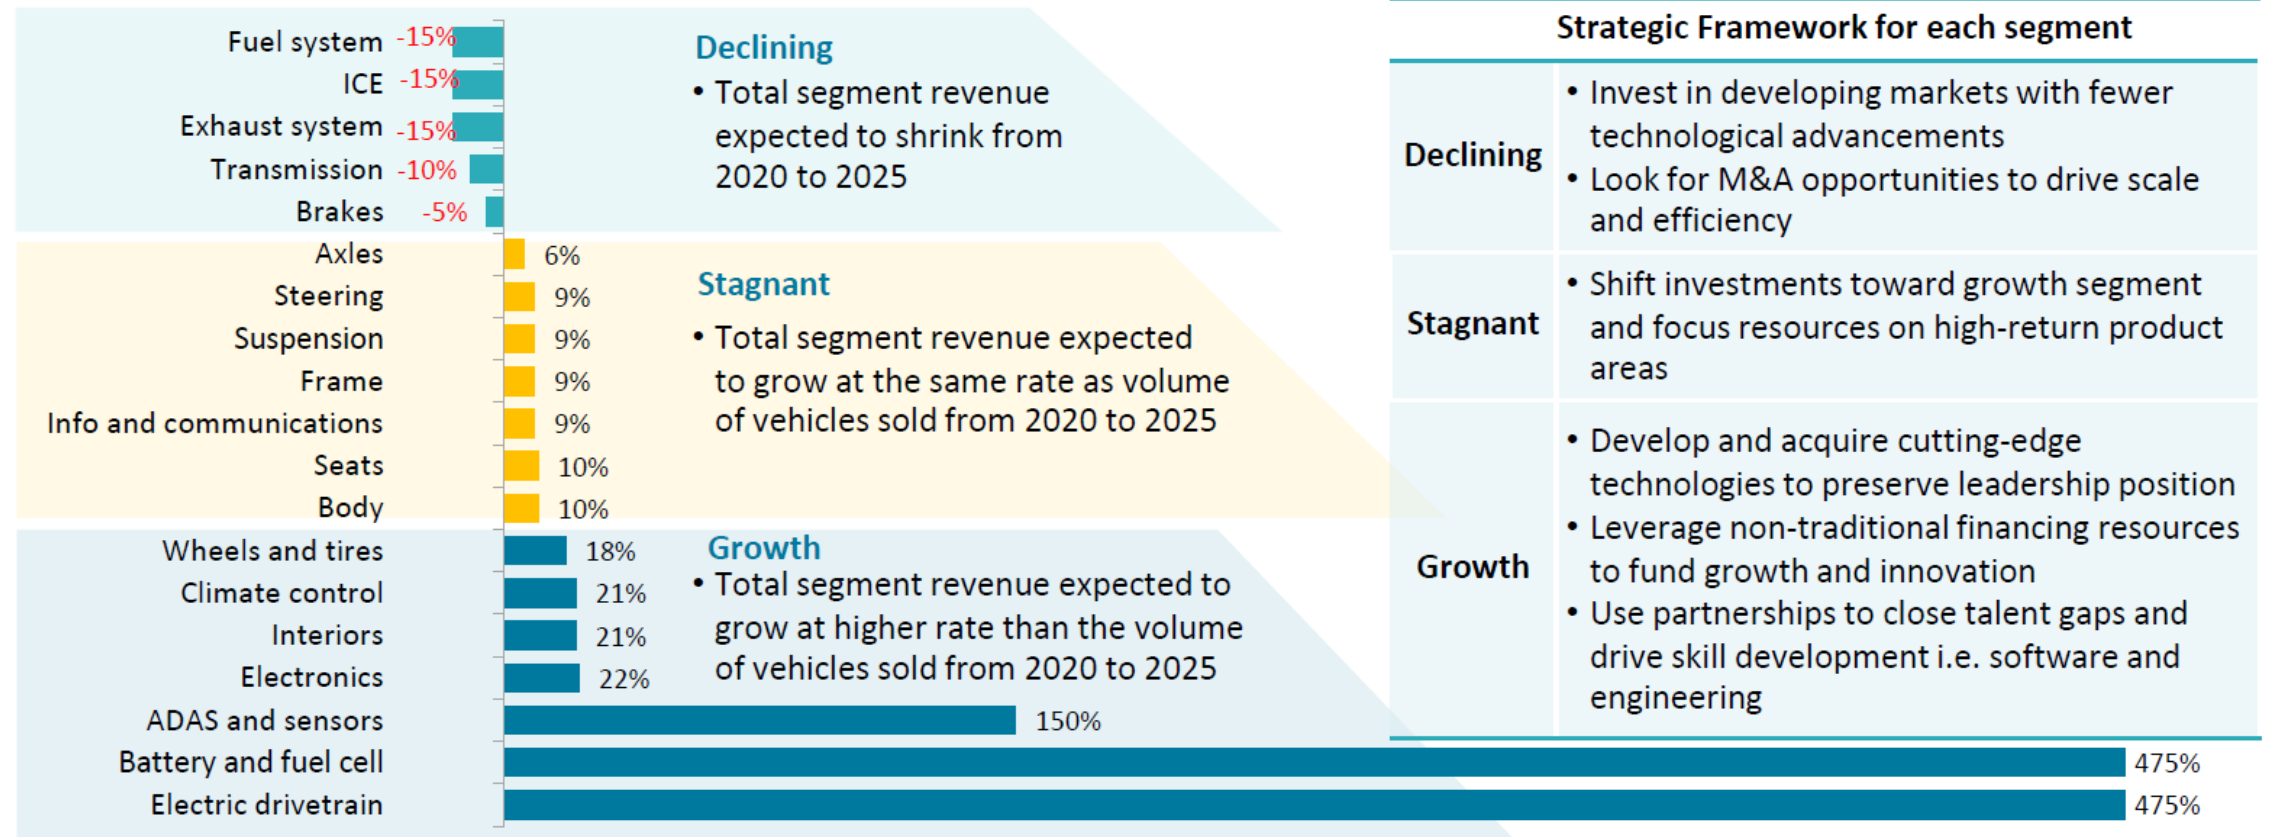 Fuel system -15%
ICE -15%
Exhaust system -15%
Transmission -10%
Brakes -5%
Declining
• Total segment revenue
expected to shrink from
2020 to 2025
Axles 6%
Steering 9%
Suspension 9%
Frame 9%
Info and communications 9%
Seats 10%
Body 10%
Stagnant
• Total segment revenue expected
to grow at the same rate as volume
of vehicles sold from 2020 to 2025
Wheels and tires 18%
Climate control 21%
Interiors 21%
Electronics 22%
ADAS and sensors 150%
Battery and fuel cell 475%
Electric drivetrain 475%
Growth
• Total segment revenue expected to
grow at higher rate than the volume
of vehicles sold from 2020 to 2025
Strategic Framework for each segment
Declining
• Invest in developing markets with fewer
technological advancements
• Look for M&A opportunities to drive scale
and efficiency
Stagnant
• Shift investments toward growth segment
and focus resources on high-return product
areas
Growth
• Develop and acquire cutting-edge
technologies to preserve leadership position
• Leverage non-traditional financing resources
to fund growth and innovation
• Use partnerships to close talent gaps and
drive skill development i.e. software and
engineering